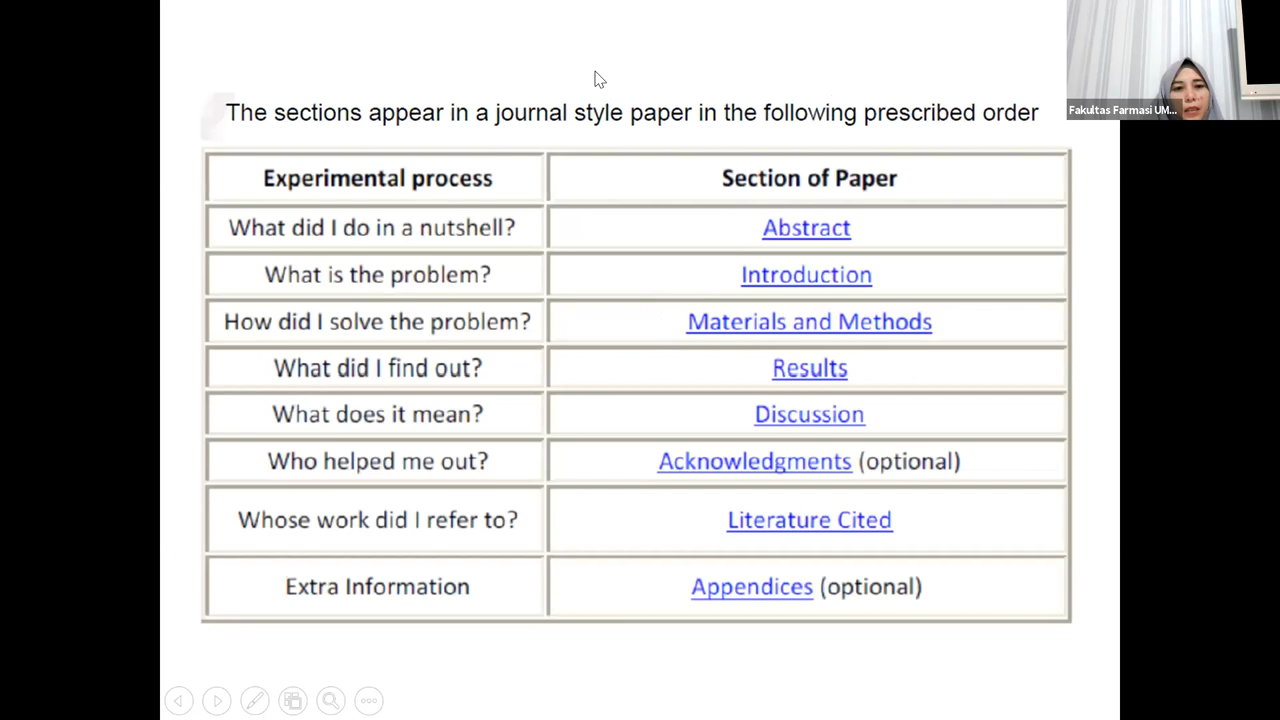 The sections appear in a journal style paper in the following prescribed order
Fakultas Farmasi UM...
Experimental process Section of Paper
What did I do in a nutshell? Abstract
What is the problem? Introduction
How did I solve the problem? Materials and Methods
What did I find out? Results
What does it mean? Discussion
Who helped me out? Acknowledgments (optional)
Whose work did I refer to? Literature Cited
Extra Information Appendices (optional)